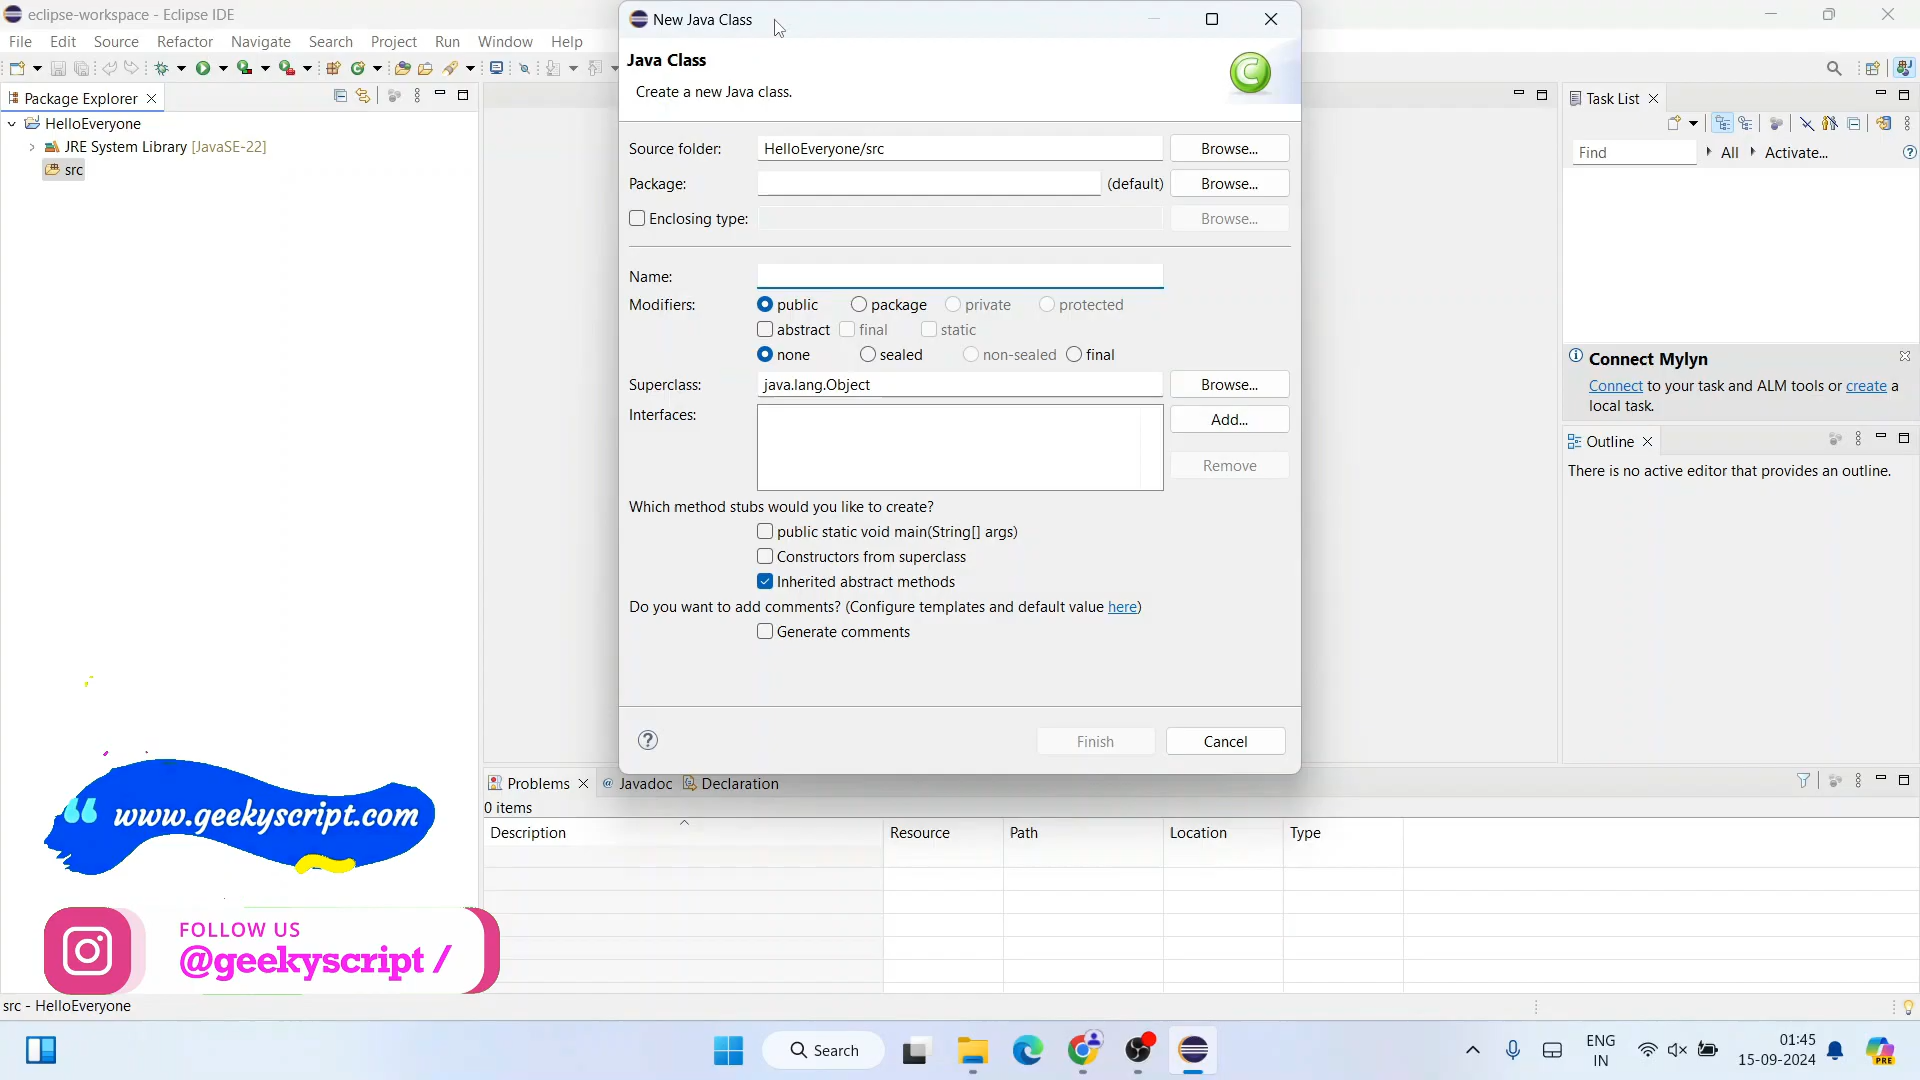 eclipse-workspace - Eclipse IDE
File Edit Source Refactor Navigate Search Project Run Window Help
Package Explorer
HelloEveryone
JRE System Library [JavaSE-22]
src
New Java Class
Java Class
Create a new Java class.
Source folder: HelloEveryone/src Browse...
Package: (default) Browse...
Enclosing type: Browse...
Name:
Modifiers: public package private protected
abstract final static
none sealed non-sealed final
Superclass: java.lang.Object Browse...
Interfaces: Add...
Remove
Which method stubs would you like to create?
public static void main(String[] args)
Constructors from superclass
Inherited abstract methods
Do you want to add comments? (Configure templates and default value here)
Generate comments
Finish Cancel
Task List
Find All Activate...
Connect Mylyn
Connect to your task and ALM tools or create a
local task.
Outline
There is no active editor that provides an outline.
Problems Javadoc Declaration
0 items
Description Resource Path Location Type
www.geekyscript.com
FOLLOW US
@geekyscript /
src - HelloEveryone
Search
ENG
IN
01:45
15-09-2024
PRE